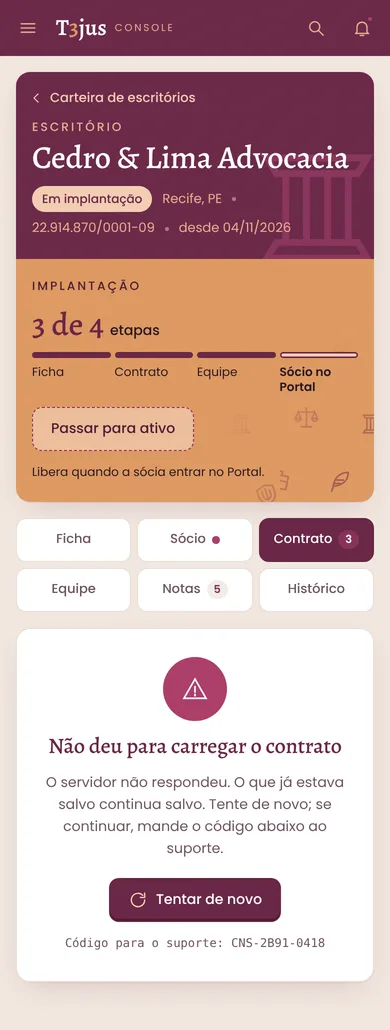 T3jus CONSOLE
Carteira de escritórios
ESCRITÓRIO
Cedro & Lima Advocacia
Em implantação Recife, PE •
22.914.870/0001-09 • desde 04/11/2026
IMPLANTAÇÃO
3 de 4 etapas
Ficha Contrato Equipe Sócio no
Portal
Passar para ativo
Libera quando a sócia entrar no Portal.
Ficha Sócio Contrato 3
Equipe Notas 5 Histórico
Não deu para carregar o contrato
O servidor não respondeu. O que já estava
salvo continua salvo. Tente de novo; se
continuar, mande o código abaixo ao
suporte.
Tentar de novo
Código para o suporte: CNS-2B91-0418